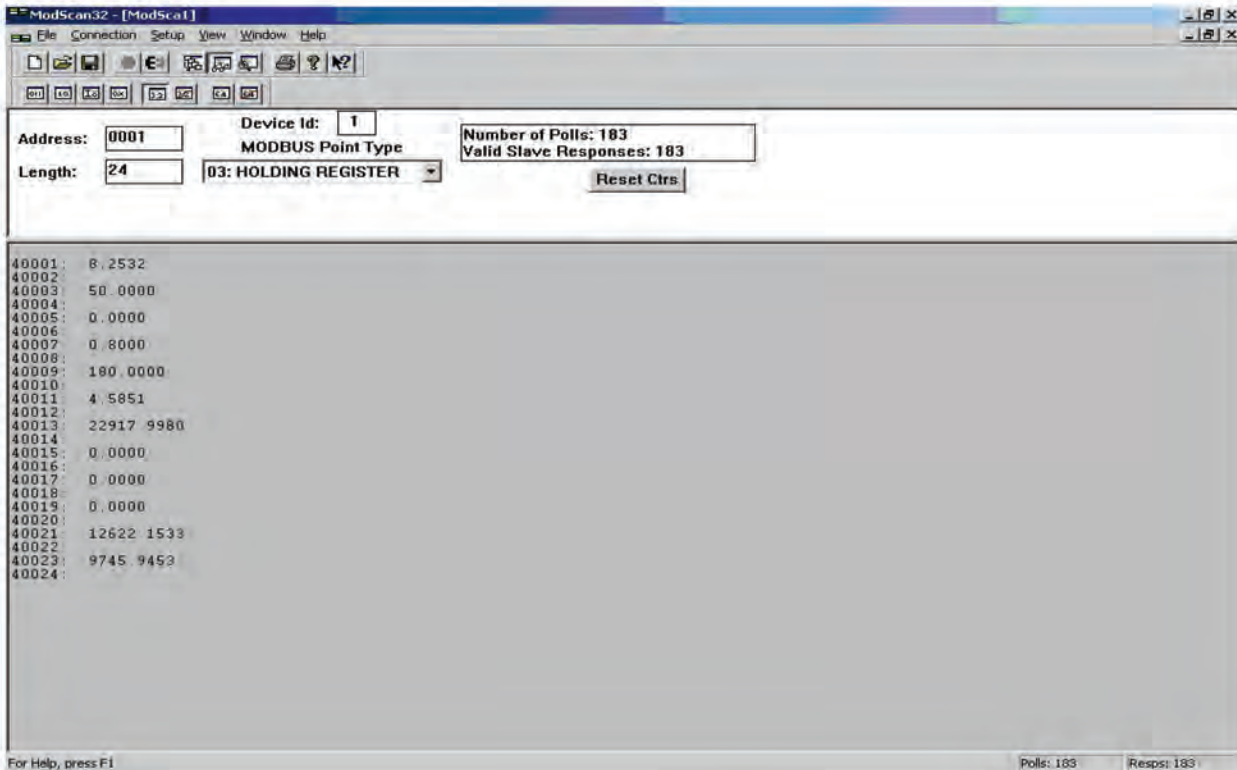 ModScan32 - [ModSca1]
File Connection Setup View Window Help
Address: 0001
Device Id: 1
MODBUS Point Type
Length: 24
03: HOLDING REGISTER
Number of Polls: 183
Valid Slave Responses: 183
Reset Ctrs
40001: 8.2532
40002:
40003: 50.0000
40004:
40005: 0.0000
40006:
40007: 0.8000
40008:
40009: 180.0000
40010:
40011: 4.5851
40012:
40013: 22917.9980
40014:
40015: 0.0000
40016:
40017: 0.0000
40018:
40019: 0.0000
40020:
40021: 12622.1533
40022:
40023: 9745.9453
40024:
For Help, press F1
Polls: 183
Resps: 183